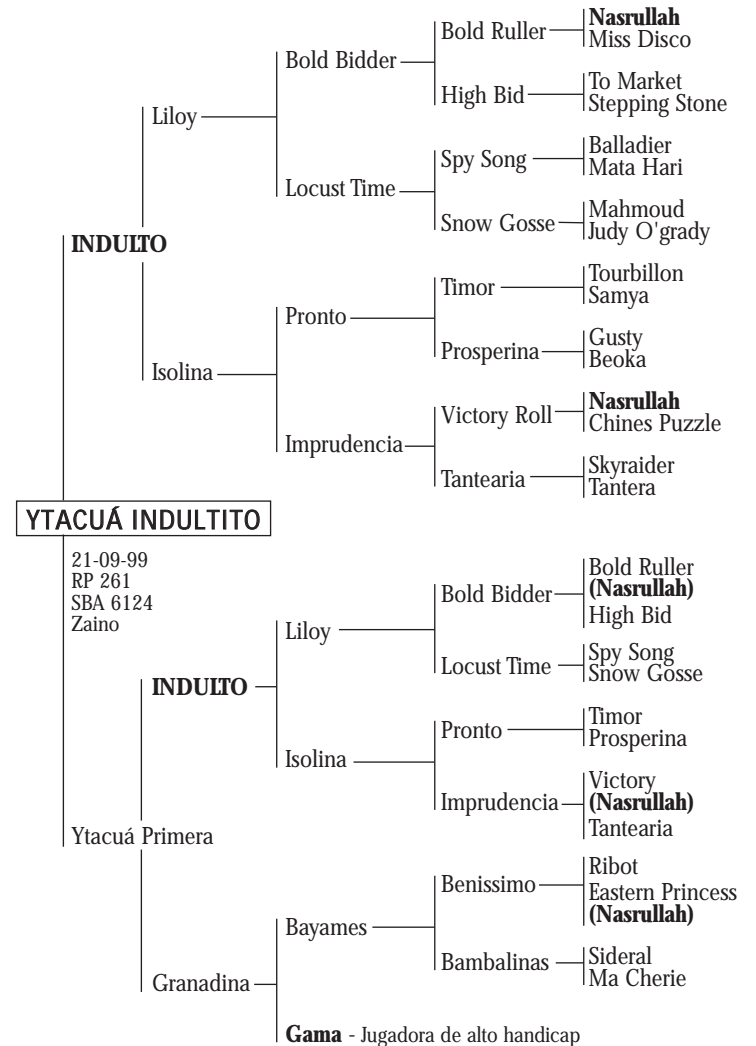 Nasrullah
Bold Ruller
Miss Disco
Bold Bidder
To Market
High Bid
Stepping Stone
Liloy
Balladier
Spy Song
Mata Hari
Locust Time
Mahmoud
Snow Gosse
Judy O'grady
INDULTO
Tourbillon
Timor
Samya
Pronto
Gusty
Prosperina
Beoka
Isolina
Nasrullah
Victory Roll
Chines Puzzle
Imprudencia
Skyraider
Tantearia
Tantera
YTACUÁ INDULTITO
21-09-99
RP 261
SBA 6124
Zaino
Bold Ruller
Bold Bidder
(Nasrullah)
High Bid
Liloy
Spy Song
Locust Time
Snow Gosse
INDULTO
Timor
Pronto
Prosperina
Isolina
Victory
Imprudencia
(Nasrullah)
Tantearia
Ytacuá Primera
Ribot
Benissimo
Eastern Princess
(Nasrullah)
Bayames
Sideral
Bambalinas
Ma Cherie
Granadina
Gama - Jugadora de alto handicap